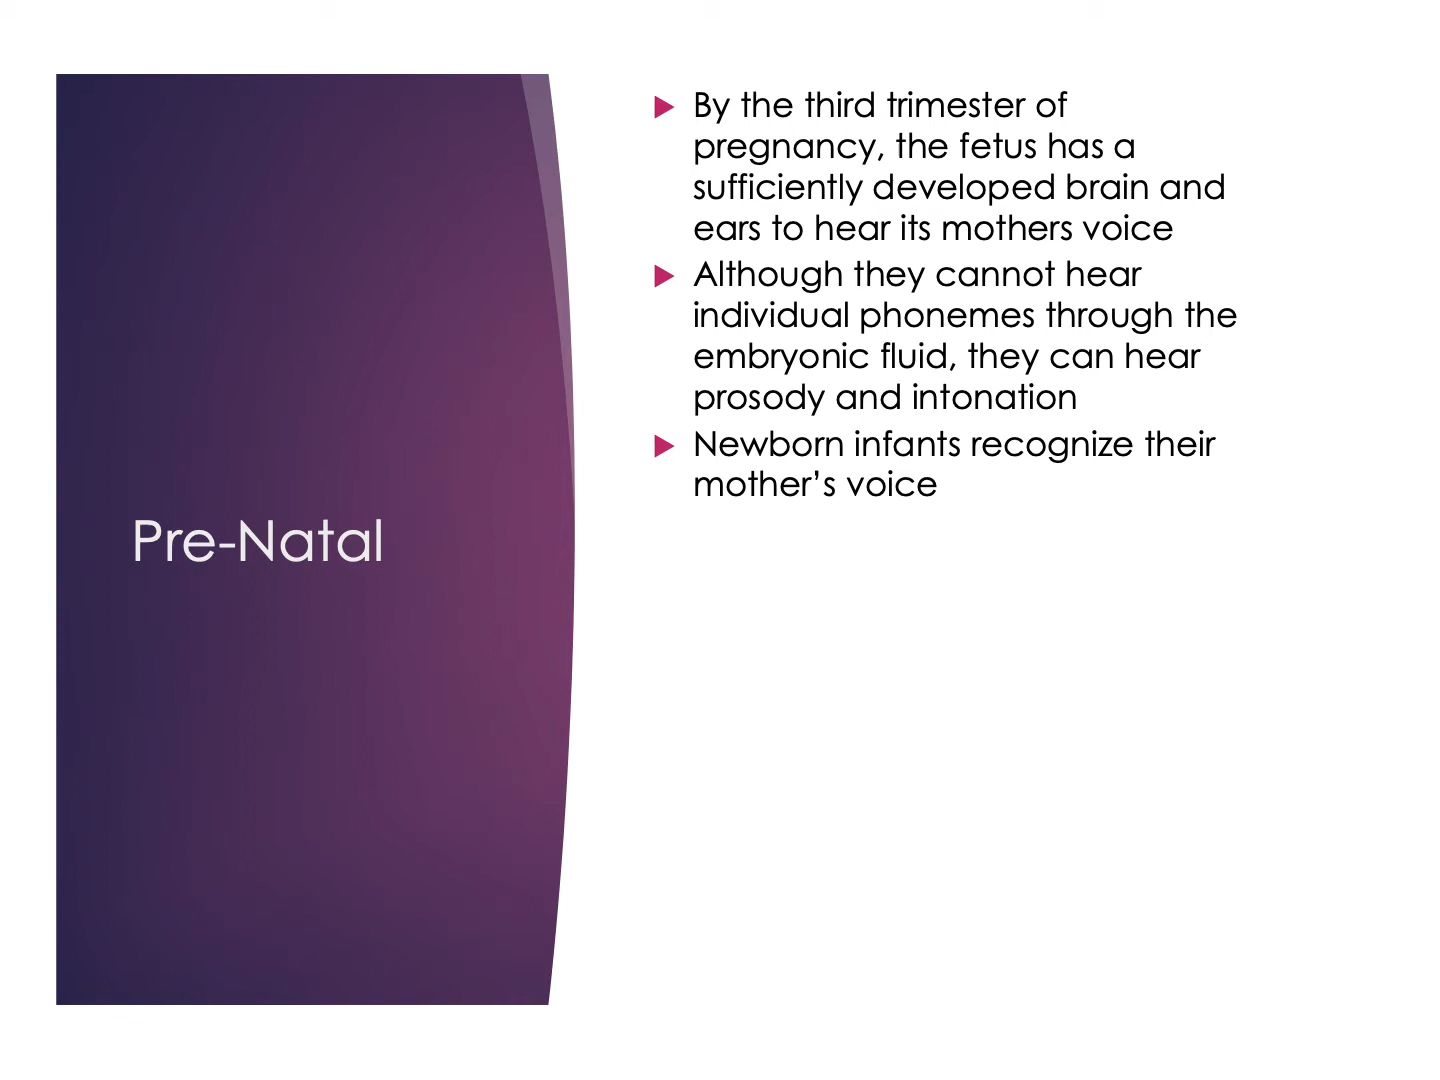 Pre-Natal
By the third trimester of
pregnancy, the fetus has a
sufficiently developed brain and
ears to hear its mothers voice
Although they cannot hear
individual phonemes through the
embryonic fluid, they can hear
prosody and intonation
Newborn infants recognize their
mother’s voice